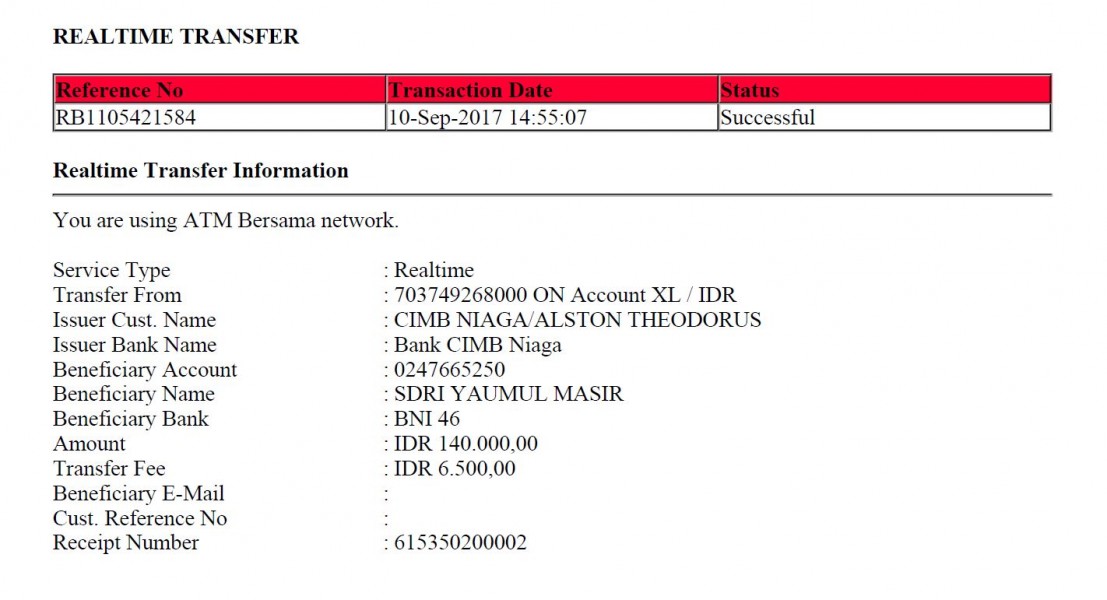 REALTIME TRANSFER
Reference No Transaction Date Status
RB1105421584 10-Sep-2017 14:55:07 Successful
Realtime Transfer Information
You are using ATM Bersama network.
Service Type : Realtime
Transfer From : 703749268000 ON Account XL / IDR
Issuer Cust. Name : CIMB NIAGA/ALSTON THEODORUS
Issuer Bank Name : Bank CIMB Niaga
Beneficiary Account : 0247665250
Beneficiary Name : SDRI YAUMUL MASIR
Beneficiary Bank : BNI 46
Amount : IDR 140.000,00
Transfer Fee : IDR 6.500,00
Beneficiary E-Mail :
Cust. Reference No :
Receipt Number : 615350200002